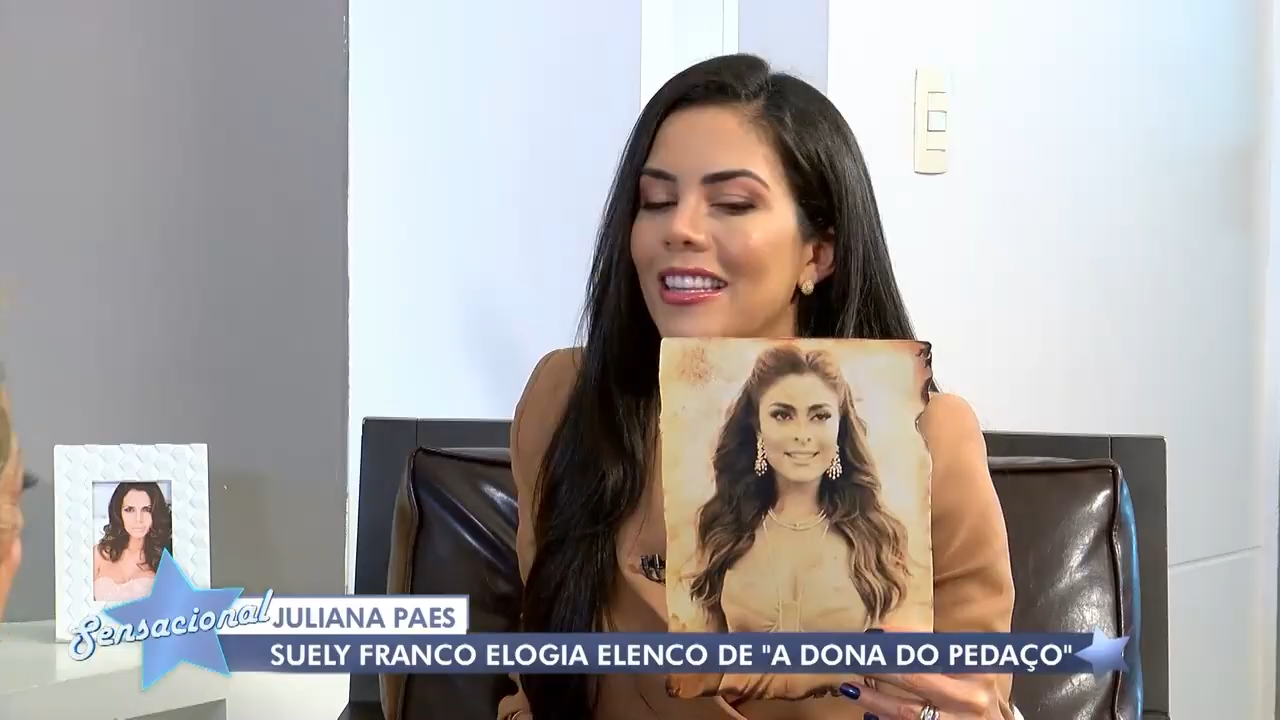 Sensacional
JULIANA PAES
SUELY FRANCO ELOGIA ELENCO DE "A DONA DO PEDAÇO"